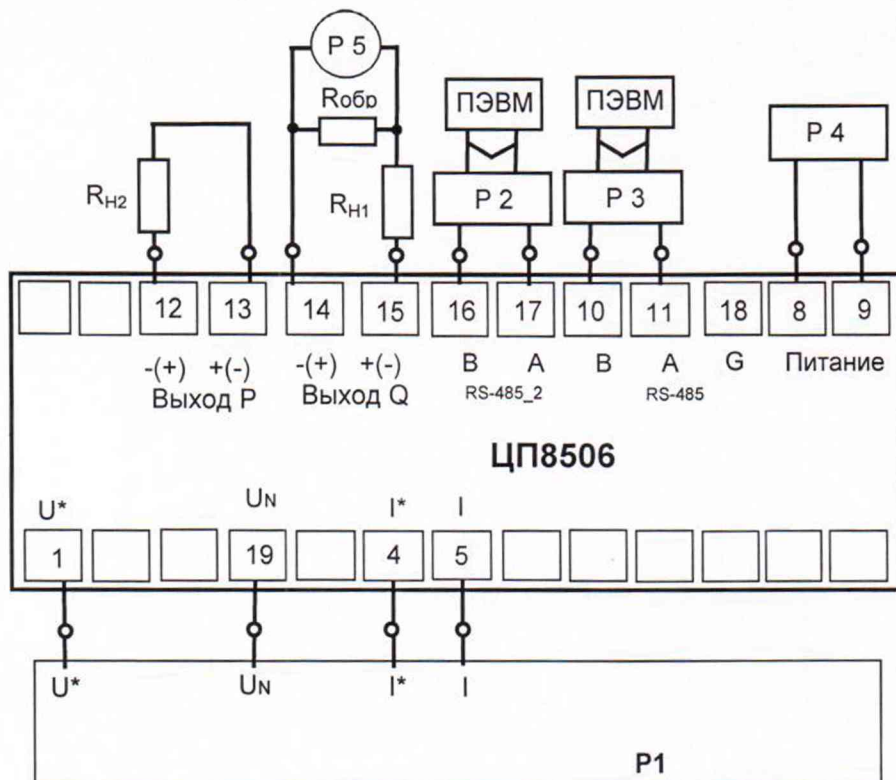 P 5
Rобр
ПЭВМ ПЭВМ
P 4
RН2
RН1
P 2 P 3
12 13 14 15 16 17 10 11 18 8 9
-(+) +(-) -(+) +(-) B A B A G Питание
Выход P Выход Q RS-485_2 RS-485
ЦП8506
U* UN I* I
1 19 4 5
U* UN I* I
P1